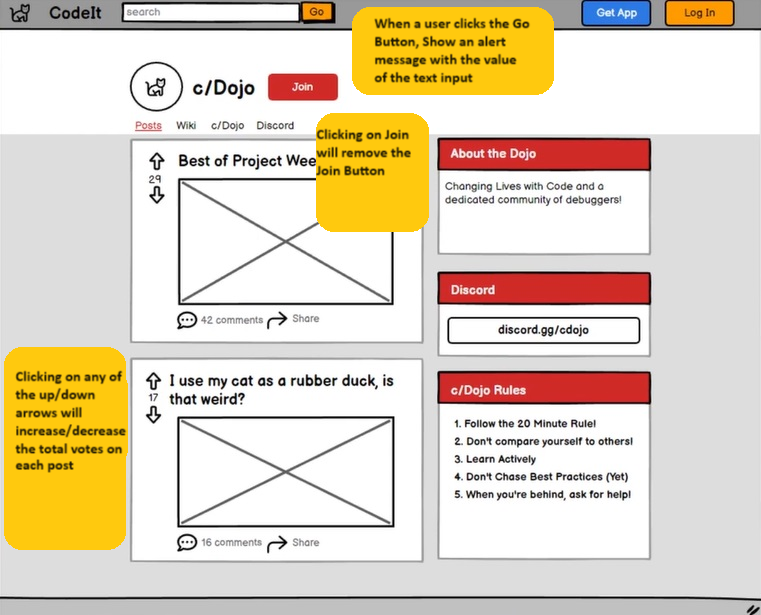 CodeIt
search
Go
Get App
Log In
When a user clicks the Go
Button, Show an alert
message with the value
of the text input
c/Dojo
Join
Posts
Wiki
c/Dojo
Discord
Clicking on Join
will remove the
Join Button
29
Best of Project Wee
42 comments
Share
About the Dojo
Changing Lives with Code and a
dedicated community of debuggers!
Discord
discord.gg/cdojo
Clicking on any of
the up/down
arrows will
increase/decrease
the total votes on
each post
17
I use my cat as a rubber duck, is
that weird?
16 comments
Share
c/Dojo Rules
1. Follow the 20 Minute Rule!
2. Don't compare yourself to others!
3. Learn Actively
4. Don't Chase Best Practices (Yet)
5. When you're behind, ask for help!